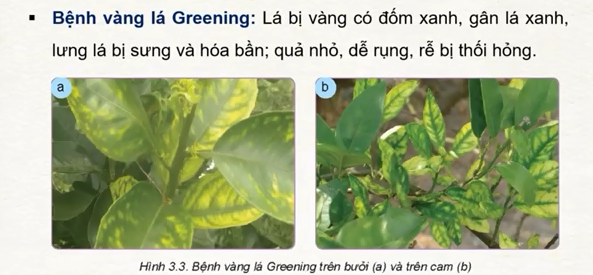 ▪ Bệnh vàng lá Greening: Lá bị vàng có đốm xanh, gân lá xanh,
lưng lá bị sưng và hóa bần; quả nhỏ, dễ rụng, rễ bị thối hỏng.
a
b
Hình 3.3. Bệnh vàng lá Greening trên bưởi (a) và trên cam (b)